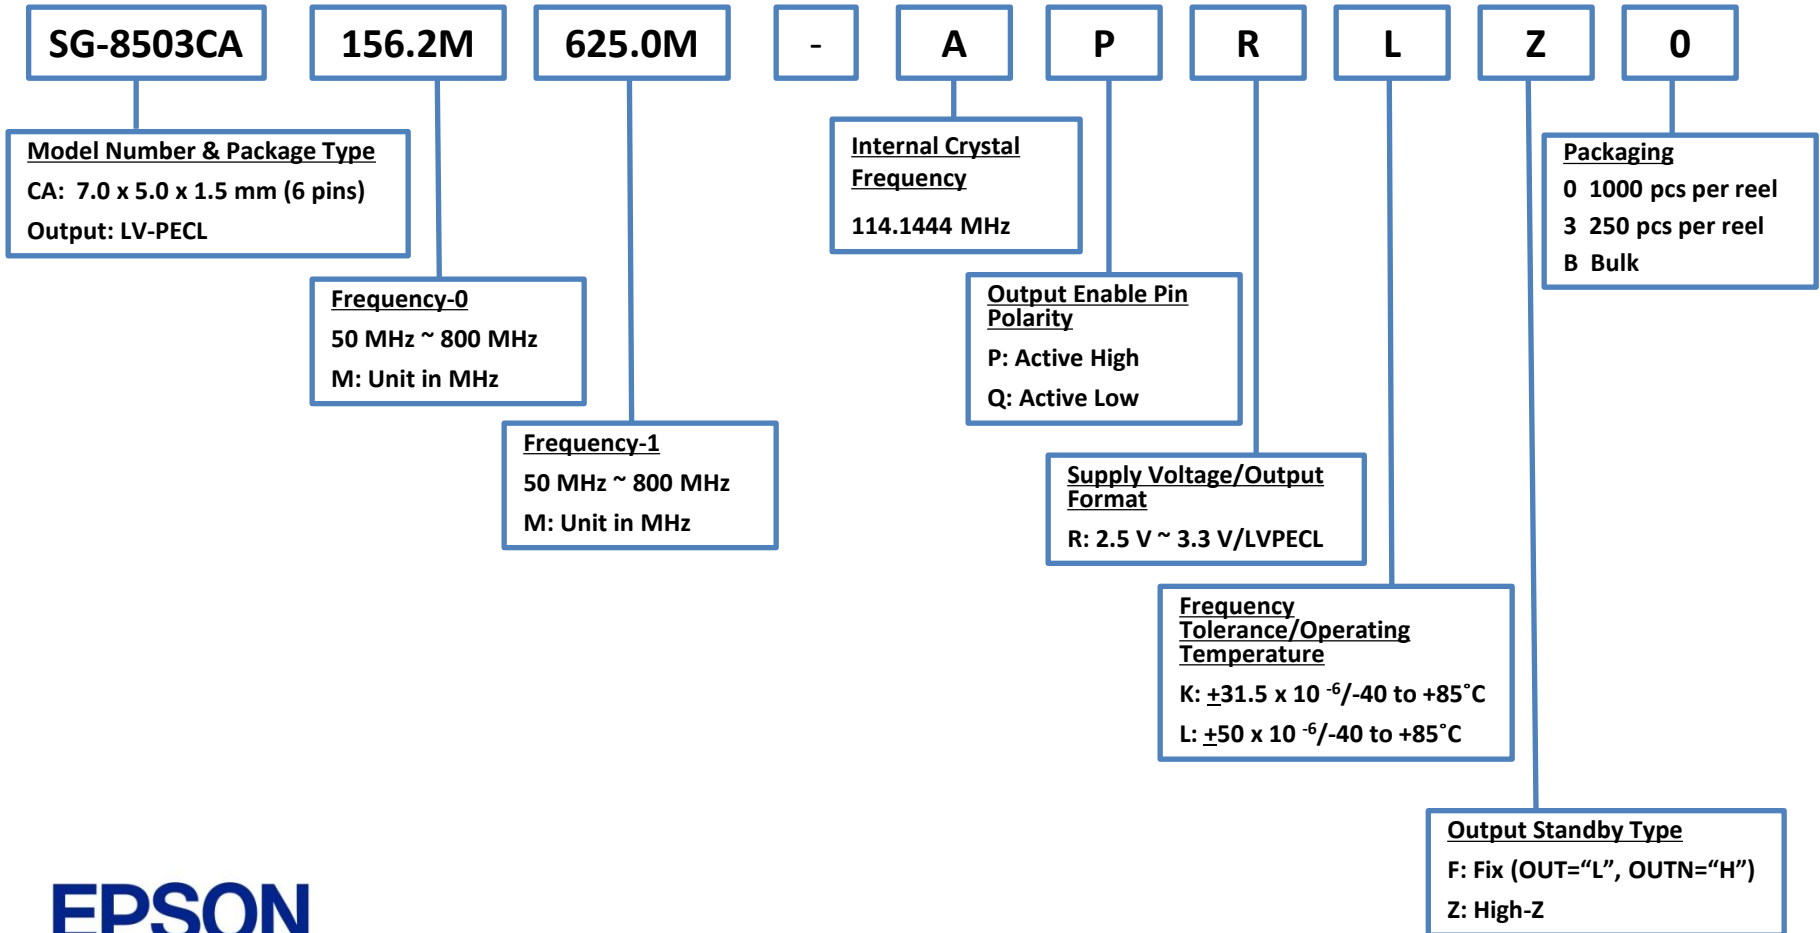 SG-8503CA 156.2M 625.0M - A P R L Z 0
Model Number & Package Type
CA: 7.0 x 5.0 x 1.5 mm (6 pins)
Output: LV-PECL
Frequency-0
50 MHz ~ 800 MHz
M: Unit in MHz
Frequency-1
50 MHz ~ 800 MHz
M: Unit in MHz
Internal Crystal
Frequency
114.1444 MHz
Output Enable Pin
Polarity
P: Active High
Q: Active Low
Supply Voltage/Output
Format
R: 2.5 V ~ 3.3 V/LVPECL
Frequency
Tolerance/Operating
Temperature
K: ±31.5 x 10 ⁻⁶/-40 to +85˚C
L: ±50 x 10 ⁻⁶/-40 to +85˚C
Output Standby Type
F: Fix (OUT=“L”, OUTN=“H”)
Z: High-Z
Packaging
0 1000 pcs per reel
3 250 pcs per reel
B Bulk
EPSON